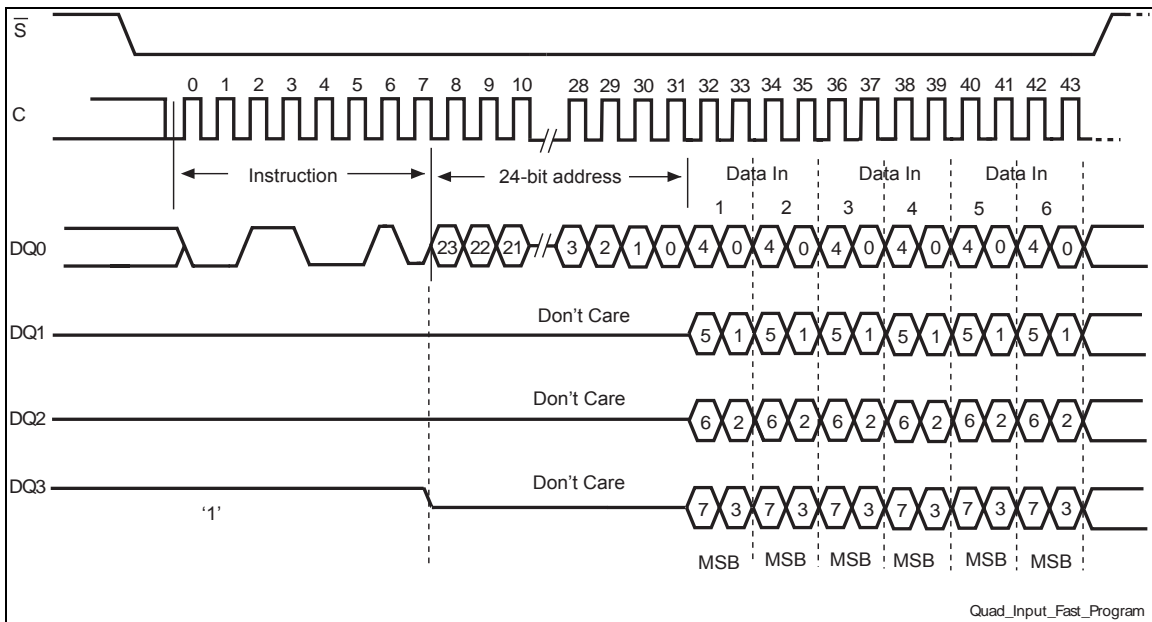 S
0 1 2 3 4 5 6 7 8 9 10 28 29 30 31 32 33 34 35 36 37 38 39 40 41 42 43
C
Instruction 24-bit address Data In Data In Data In
1 2 3 4 5 6
DQ0 23 22 21 3 2 1 0 4 0 4 0 4 0 4 0 4 0 4 0
Don't Care
DQ1 5 1 5 1 5 1 5 1 5 1 5 1
Don't Care
DQ2 6 2 6 2 6 2 6 2 6 2 6 2
Don't Care
DQ3 7 3 7 3 7 3 7 3 7 3 7 3
‘1’
MSB MSB MSB MSB MSB MSB
Quad_Input_Fast_Program